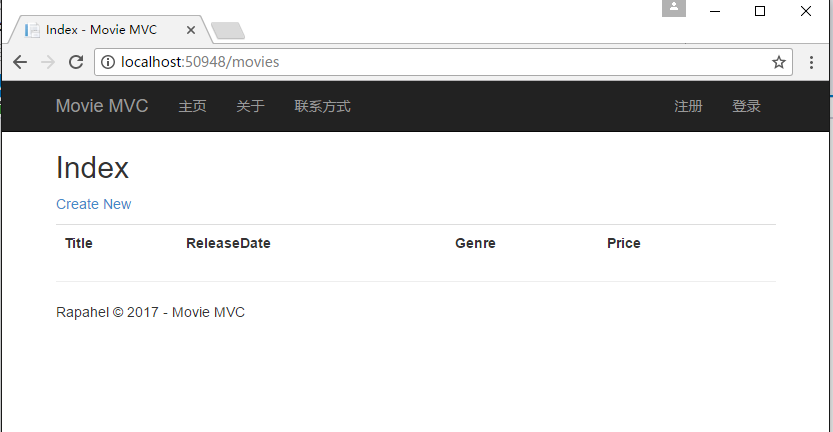 Index - Movie MVC
localhost:50948/movies
Movie MVC 主页 关于 联系方式 注册 登录
Index
Create New
Title ReleaseDate Genre Price
Rapahel © 2017 - Movie MVC